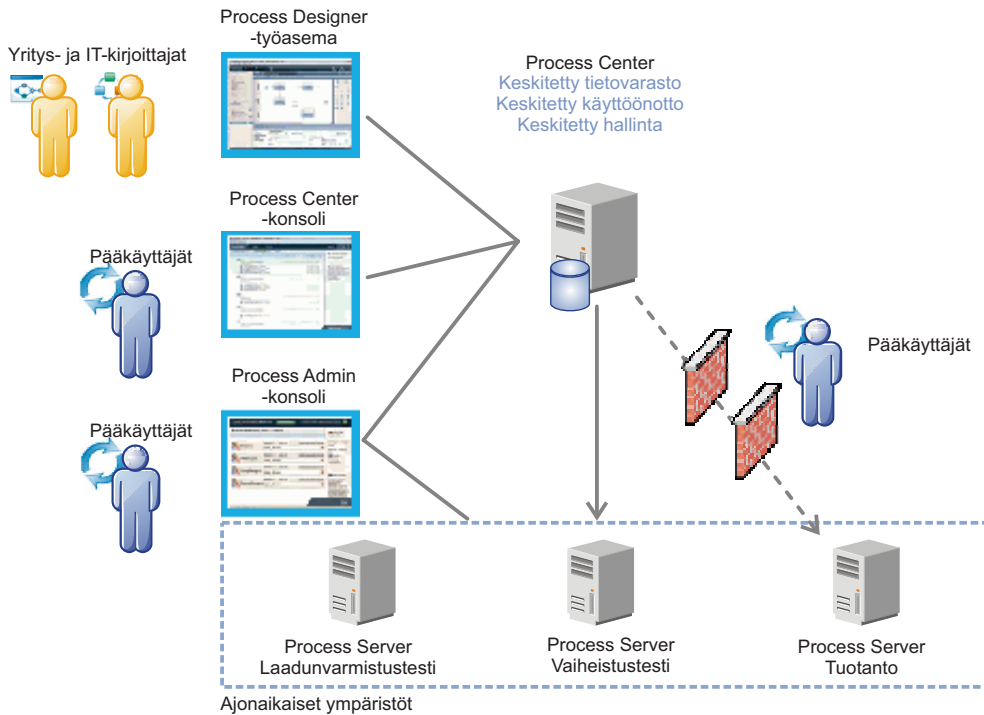 Process Designer
-työasema
Yritys- ja IT-kirjoittajat
Process Center
Keskitetty tietovarasto
Keskitetty käyttöönotto
Keskitetty hallinta
Process Center
-konsoli
Pääkäyttäjät
Pääkäyttäjät
Process Admin
-konsoli
Pääkäyttäjät
Process Server
Laadunvarmistustesti
Process Server
Vaiheistustesti
Process Server
Tuotanto
Ajonaikaiset ympäristöt